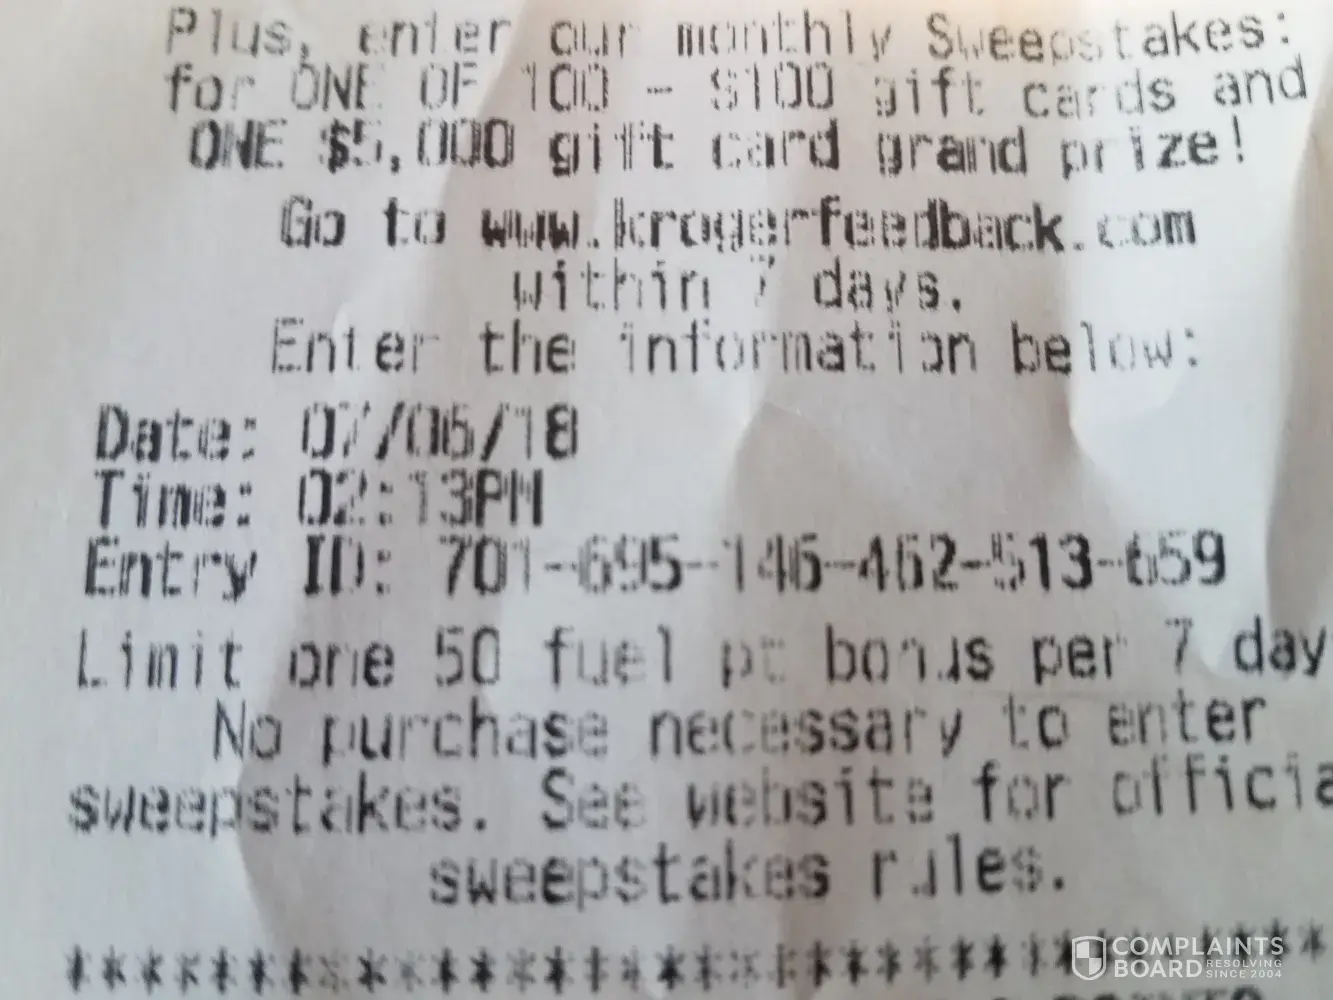 Plus, enter our monthly Sweepstakes:
for ONE OF 100 - $100 gift cards and
ONE $5,000 gift card grand prize!
Go to www.krogerfeedback.com
within 7 days.
Enter the information below:
Date: 07/06/18
Time: 02:13PM
Entry ID: 701-695-146-462-513-659
Limit one 50 fuel pt bonus per 7 day
No purchase necessary to enter
sweepstakes. See website for officia
sweepstakes rules.
*********************************
COMPLAINTS
BOARD RESOLVING
SINCE 2004